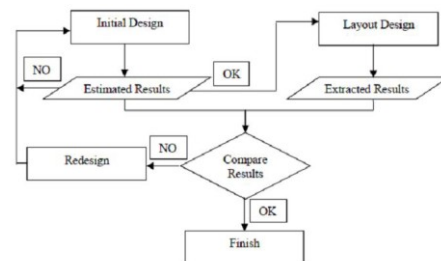 Initial Design
Layout Design
NO
OK
Estimated Results
Extracted Results
NO
Redesign
Compare
Results
OK
Finish